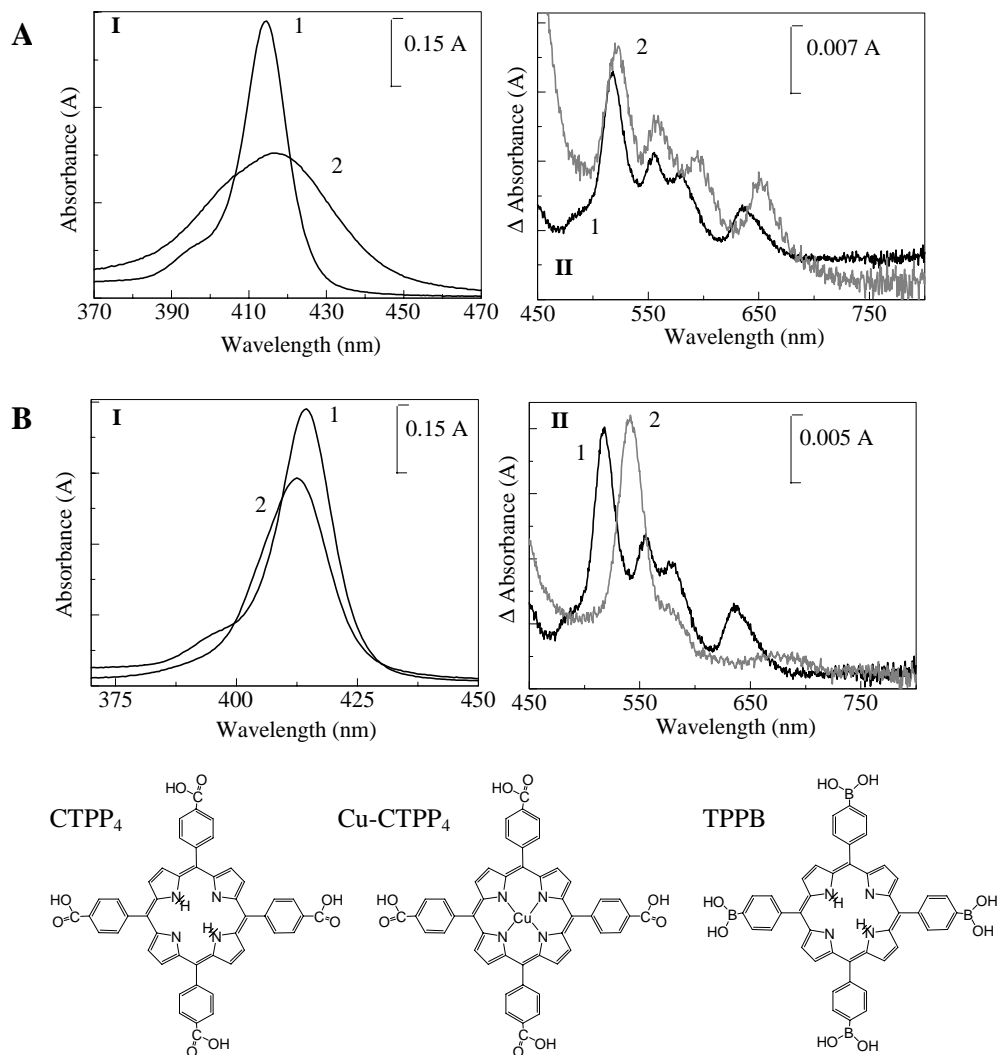 A
I
1
2
0.15 A
Absorbance (A)
370 390 410 430 450 470
Wavelength (nm)
II
1
2
0.007 A
Δ Absorbance (A)
450 550 650 750
Wavelength (nm)
B
I
1
2
0.15 A
Absorbance (A)
375 400 425 450
Wavelength (nm)
II
1
2
0.005 A
Δ Absorbance (A)
450 550 650 750
Wavelength (nm)
CTPP4
HO C O
N H N
H N N
OH C O
HO C O
O C OH
Cu-CTPP4
HO C O
N N
Cu
N N
OH C O
HO C O
O C OH
TPPB
HO B OH
N H N
H N N
HO B HO
OH B OH
HO B OH